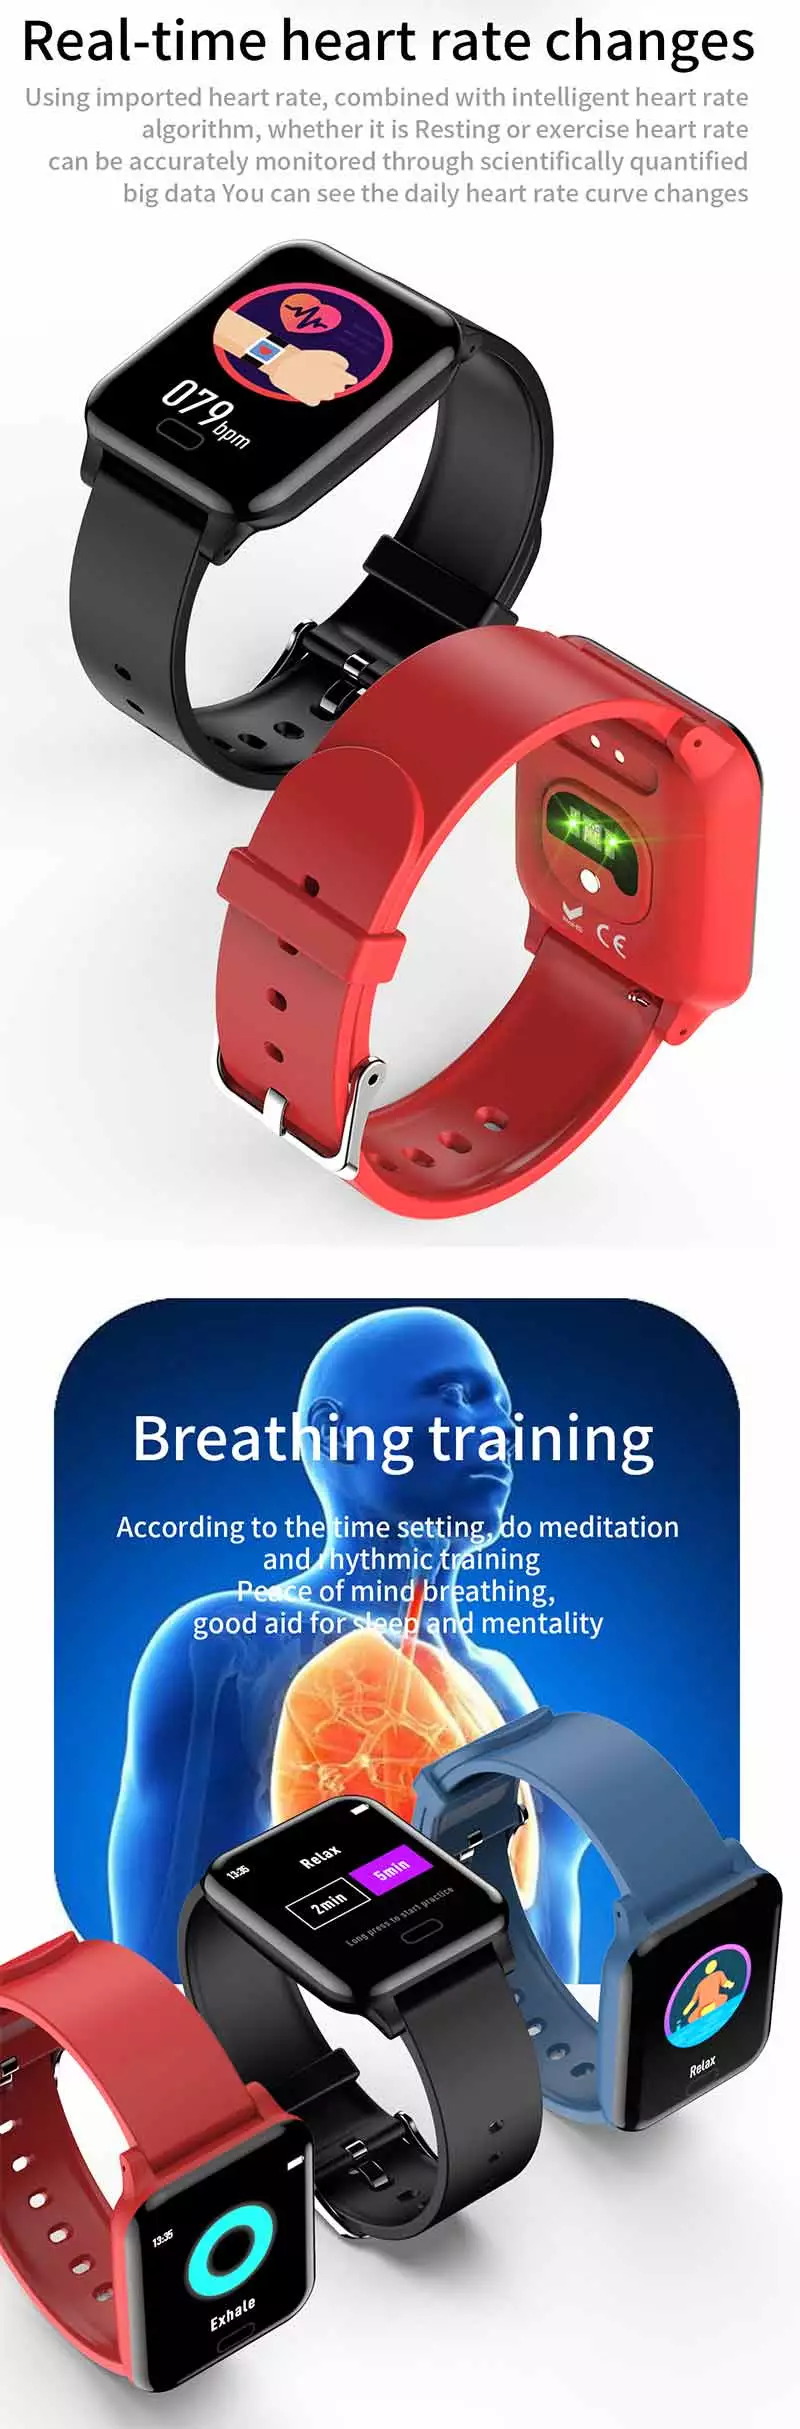 Real-time heart rate changes
Using imported heart rate, combined with intelligent heart rate
algorithm, whether it is Resting or exercise heart rate
can be accurately monitored through scientifically quantified
big data You can see the daily heart rate curve changes
079 bpm
CE
Breathing training
According to the time setting, do meditation
and rhythmic training
Peace of mind breathing,
good aid for sleep and mentality
13:35
Relax
2min
5min
Long press to start practice
Relax
13:35
Exhale